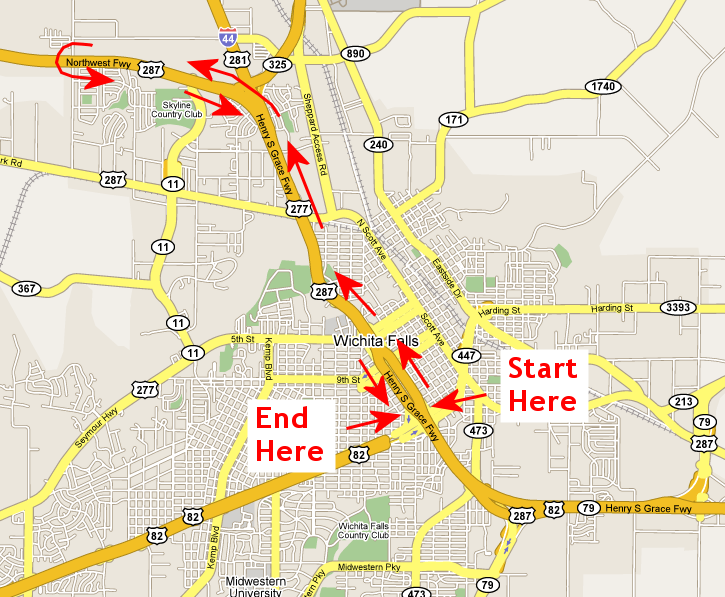 44
281
325
890
Northwest Fwy
287
1740
Skyline
Country Club
Sheppard Access Rd
171
Henry S Grace Fwy
240
rk Rd
287
11
277
N Scott Ave
11
Eastside Dr
367
287
Harding St
Harding St
3393
11
Scott Ave
5th St
Wichita Falls
11
Kemp Blvd
447
Start
Here
277
9th St
Henry S Grace Fwy
213
Seymour Hwy
End
Here
79
473
287
82
82
82
79
Henry S Grace Fwy
82
287
Wichita Falls
Country Club
Kemp Blvd
Midwestern
University
Midwestern Pky
ern Pky
79
473